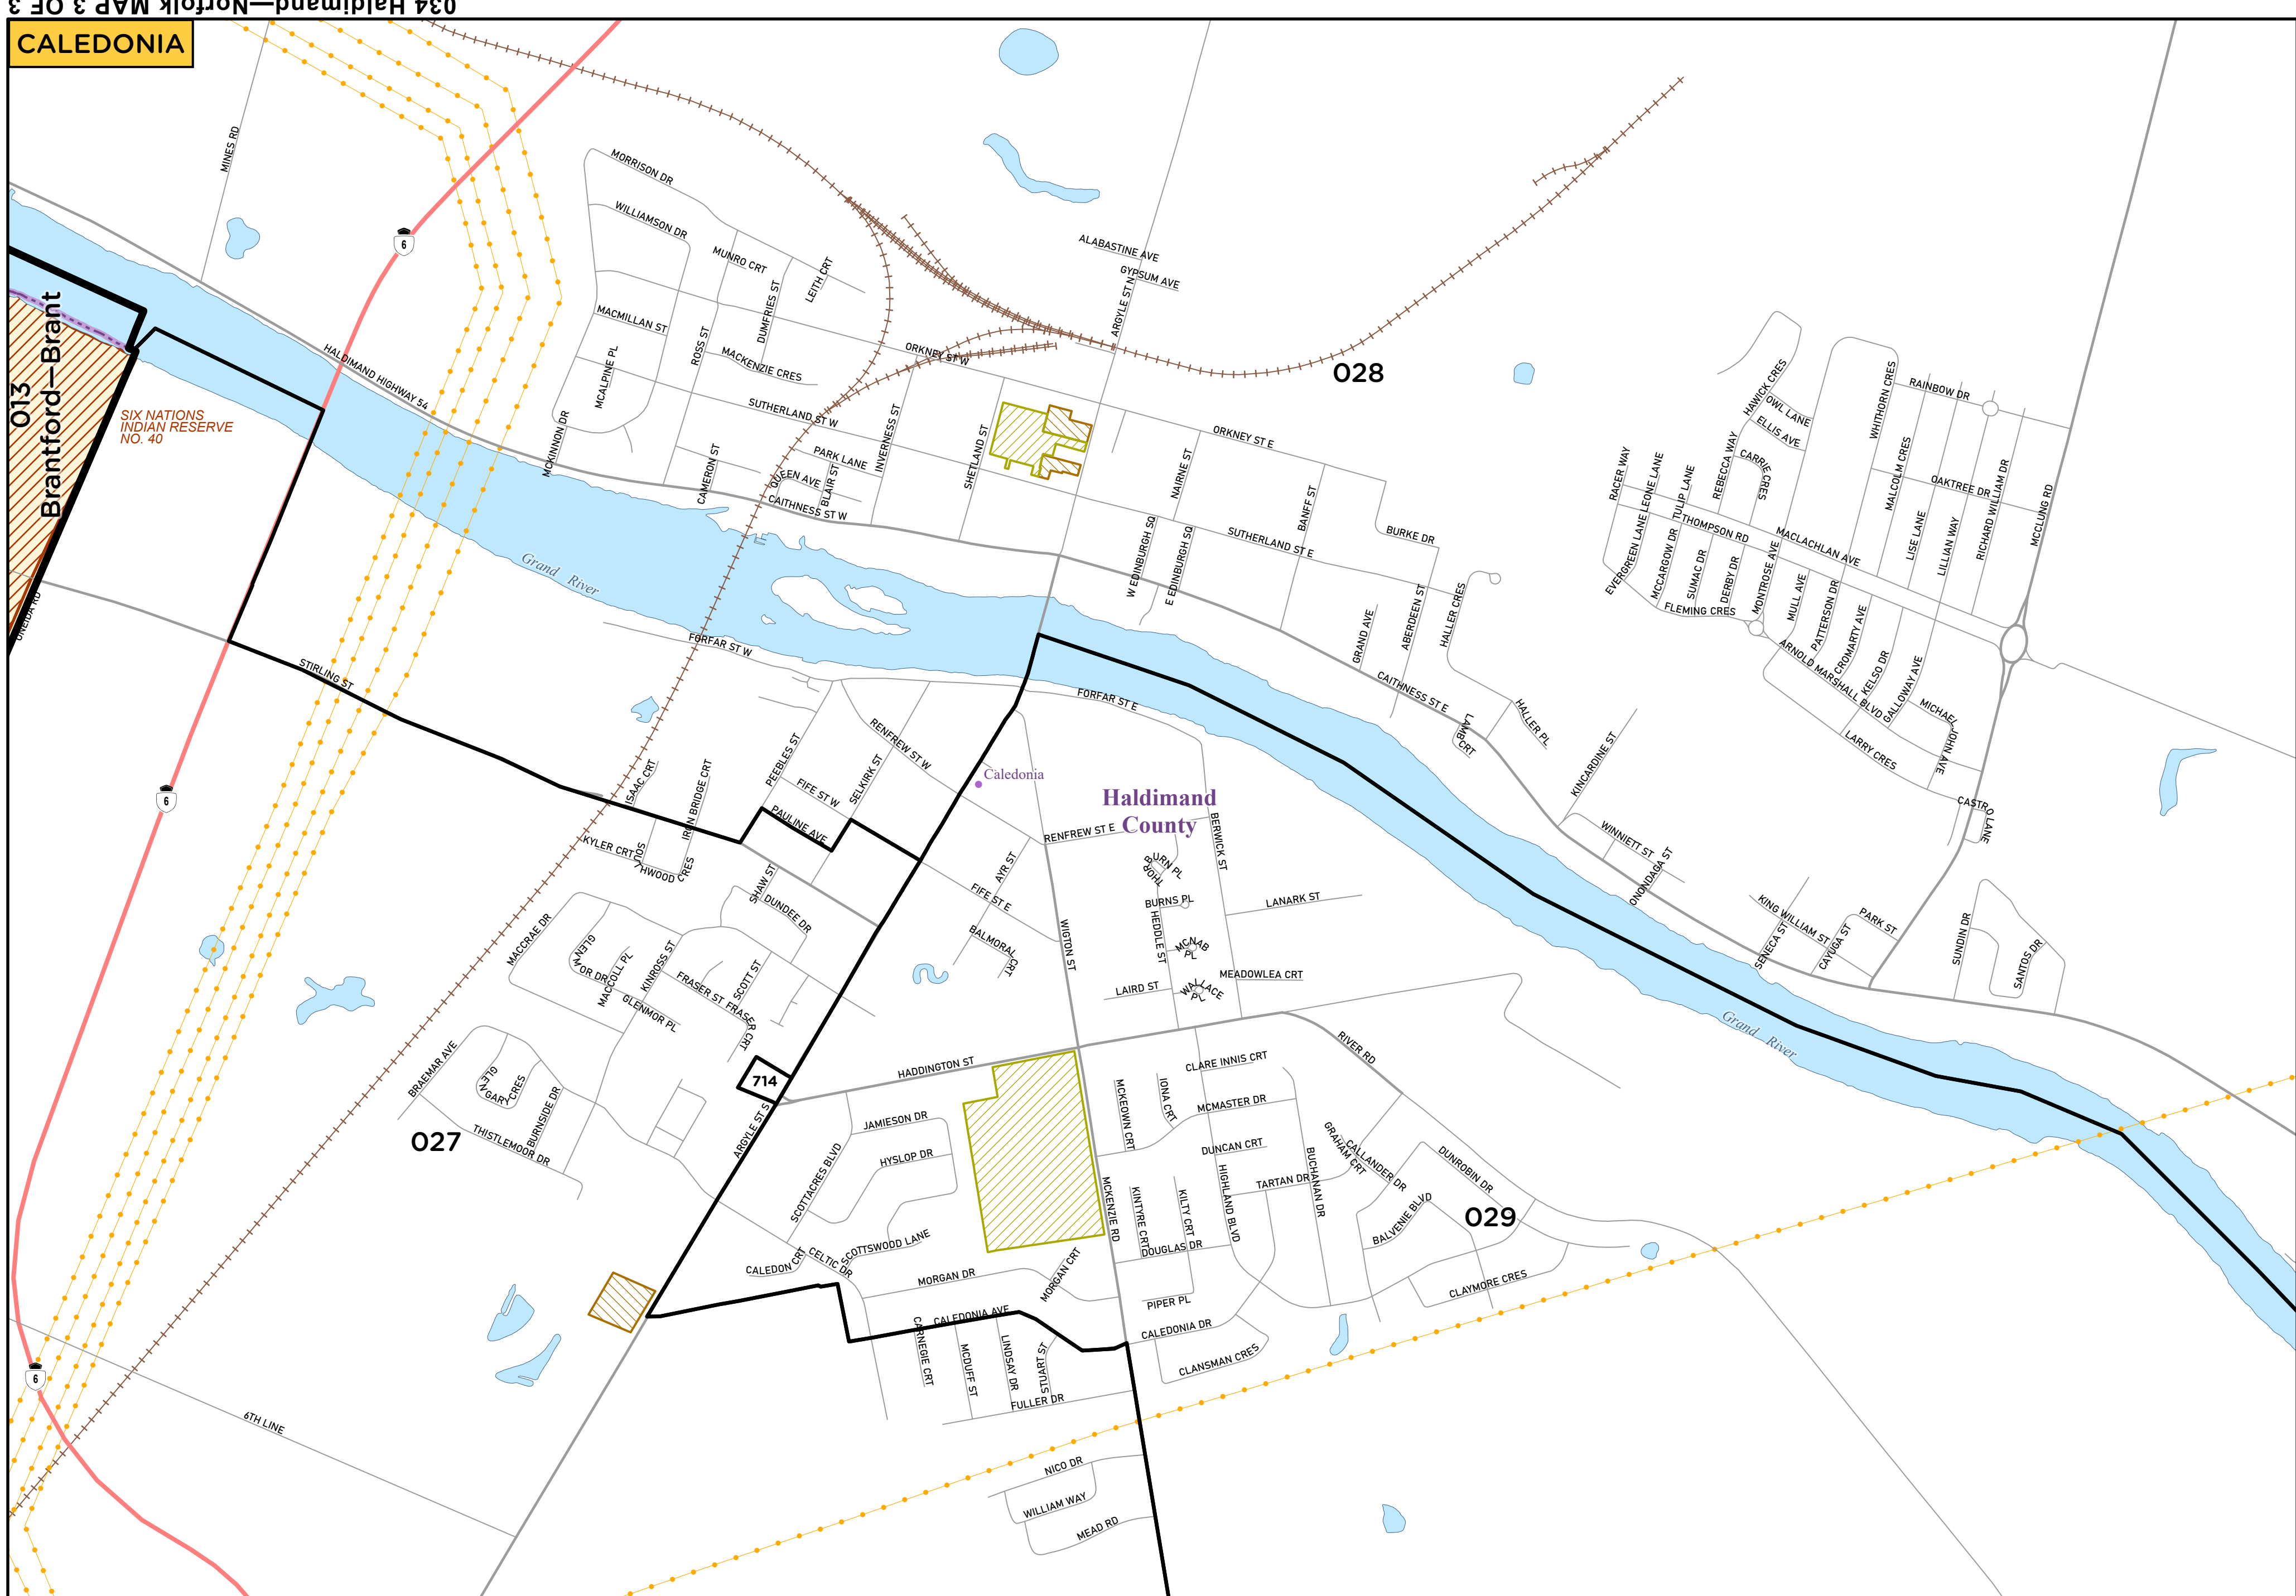 034 Haldimand—Norfolk MAP 3 OF 3
CALEDONIA
MINES RD
6
MORRISON DR
WILLIAMSON DR
MUNRO CRT
LEITH CRT
DUMFRIES ST
MACMILLAN ST
ROSS ST
MCALPINE PL
MACKENZIE CRES
ORKNEY ST W
ALABASTINE AVE
GYPSUM AVE
ARGYLE ST N
028
013
Brantford—Brant
SIX NATIONS
INDIAN RESERVE
NO. 40
HALDIMAND HIGHWAY 54
MCKINNON DR
SUTHERLAND ST W
CAMERON ST
PARK LANE
QUEEN AVE
BLAIR ST
INVERNESS ST
CAITHNESS ST W
SHETLAND ST
ORKNEY ST E
NAIRNE ST
BANFF ST
BURKE DR
SUTHERLAND ST E
W EDINBURGH SQ
E EDINBURGH SQ
GRAND AVE
ABERDEEN ST
HALLER CRES
CAITHNESS ST E
LAMB CRT
HALLER PL
HAWICK CRES
OWL LANE
ELLIS AVE
CARRIE CRES
REBECCA WAY
WHITHORN CRES
RAINBOW DR
MALCOLM CRES
OAKTREE DR
RICHARD WILLIAM DR
MCCLUNG RD
RACER WAY
LEONE LANE
EVERGREEN LANE
TULIP LANE
THOMPSON RD
MACLACHLAN AVE
LISE LANE
LILLIAN WAY
MCCARGOW DR
SUMAC DR
DERBY DR
MONTROSE AVE
FLEMING CRES
MULL AVE
PATTERSON DR
CROMARTY AVE
KELSO DR
GALLOWAY AVE
ARNOLD MARSHALL BLVD
MICHAEL JOHN AVE
LARRY CRES
CASTRO LANE
Grand River
ONEIDA RD
STIRLING ST
FORFAR ST W
FORFAR ST E
6
ISAAC CRT
IRON BRIDGE CRT
PEEBLES ST
RENFREW ST W
FIFE ST W
SELKIRK ST
PAULINE AVE
Caledonia
Haldimand
County
RENFREW ST E
BERWICK ST
KYLER CRT
SOUTHWOOD CRES
SHAW ST
DUNDEE DR
AYR ST
FIFE ST E
BALMORAL CRT
WIGTON ST
THORBURN PL
BURNS PL
HEDDLE ST
LANARK ST
MCNAB PL
MEADOWLEA CRT
LAIRD ST
WALLACE PL
KINCARDINE ST
WINNIETT ST
ONONDAGA ST
KING WILLIAM ST
SENECA ST
CAYUGA ST
PARK ST
SUNDIN DR
SANTOS DR
Grand River
MACCRAE DR
GLENMOR DR
MACCOLL PL
KINROSS ST
FRASER ST
SCOTT ST
FRASER CRT
GLENMOR PL
BRAEMAR AVE
GLENGARY CRES
BURNSIDE DR
THISTLEMOOR DR
027
714
ARGYLE ST S
HADDINGTON ST
RIVER RD
JAMIESON DR
HYSLOP DR
SCOTTACRES BLVD
SCOTTSWOOD LANE
CALEDON CRT
CELTIC DR
MORGAN DR
MORGAN CRT
CALEDONIA AVE
CARNEGIE CRT
MCDUFF ST
LINDSAY DR
STUART ST
FULLER DR
CLARE INNIS CRT
MCKEOWN CRT
IONA CRT
MCMASTER DR
DUNCAN CRT
TARTAN DR
BUCHANAN DR
GRAHAM CRT
CALLANDER DR
DUNROBIN DR
BALVENIE BLVD
029
MCKENZIE RD
KINTYRE CRT
KILTY CRT
HIGHLAND BLVD
DOUGLAS DR
PIPER PL
CALEDONIA DR
CLANSMAN CRES
CLAYMORE CRES
6
6TH LINE
NICO DR
WILLIAM WAY
MEAD RD